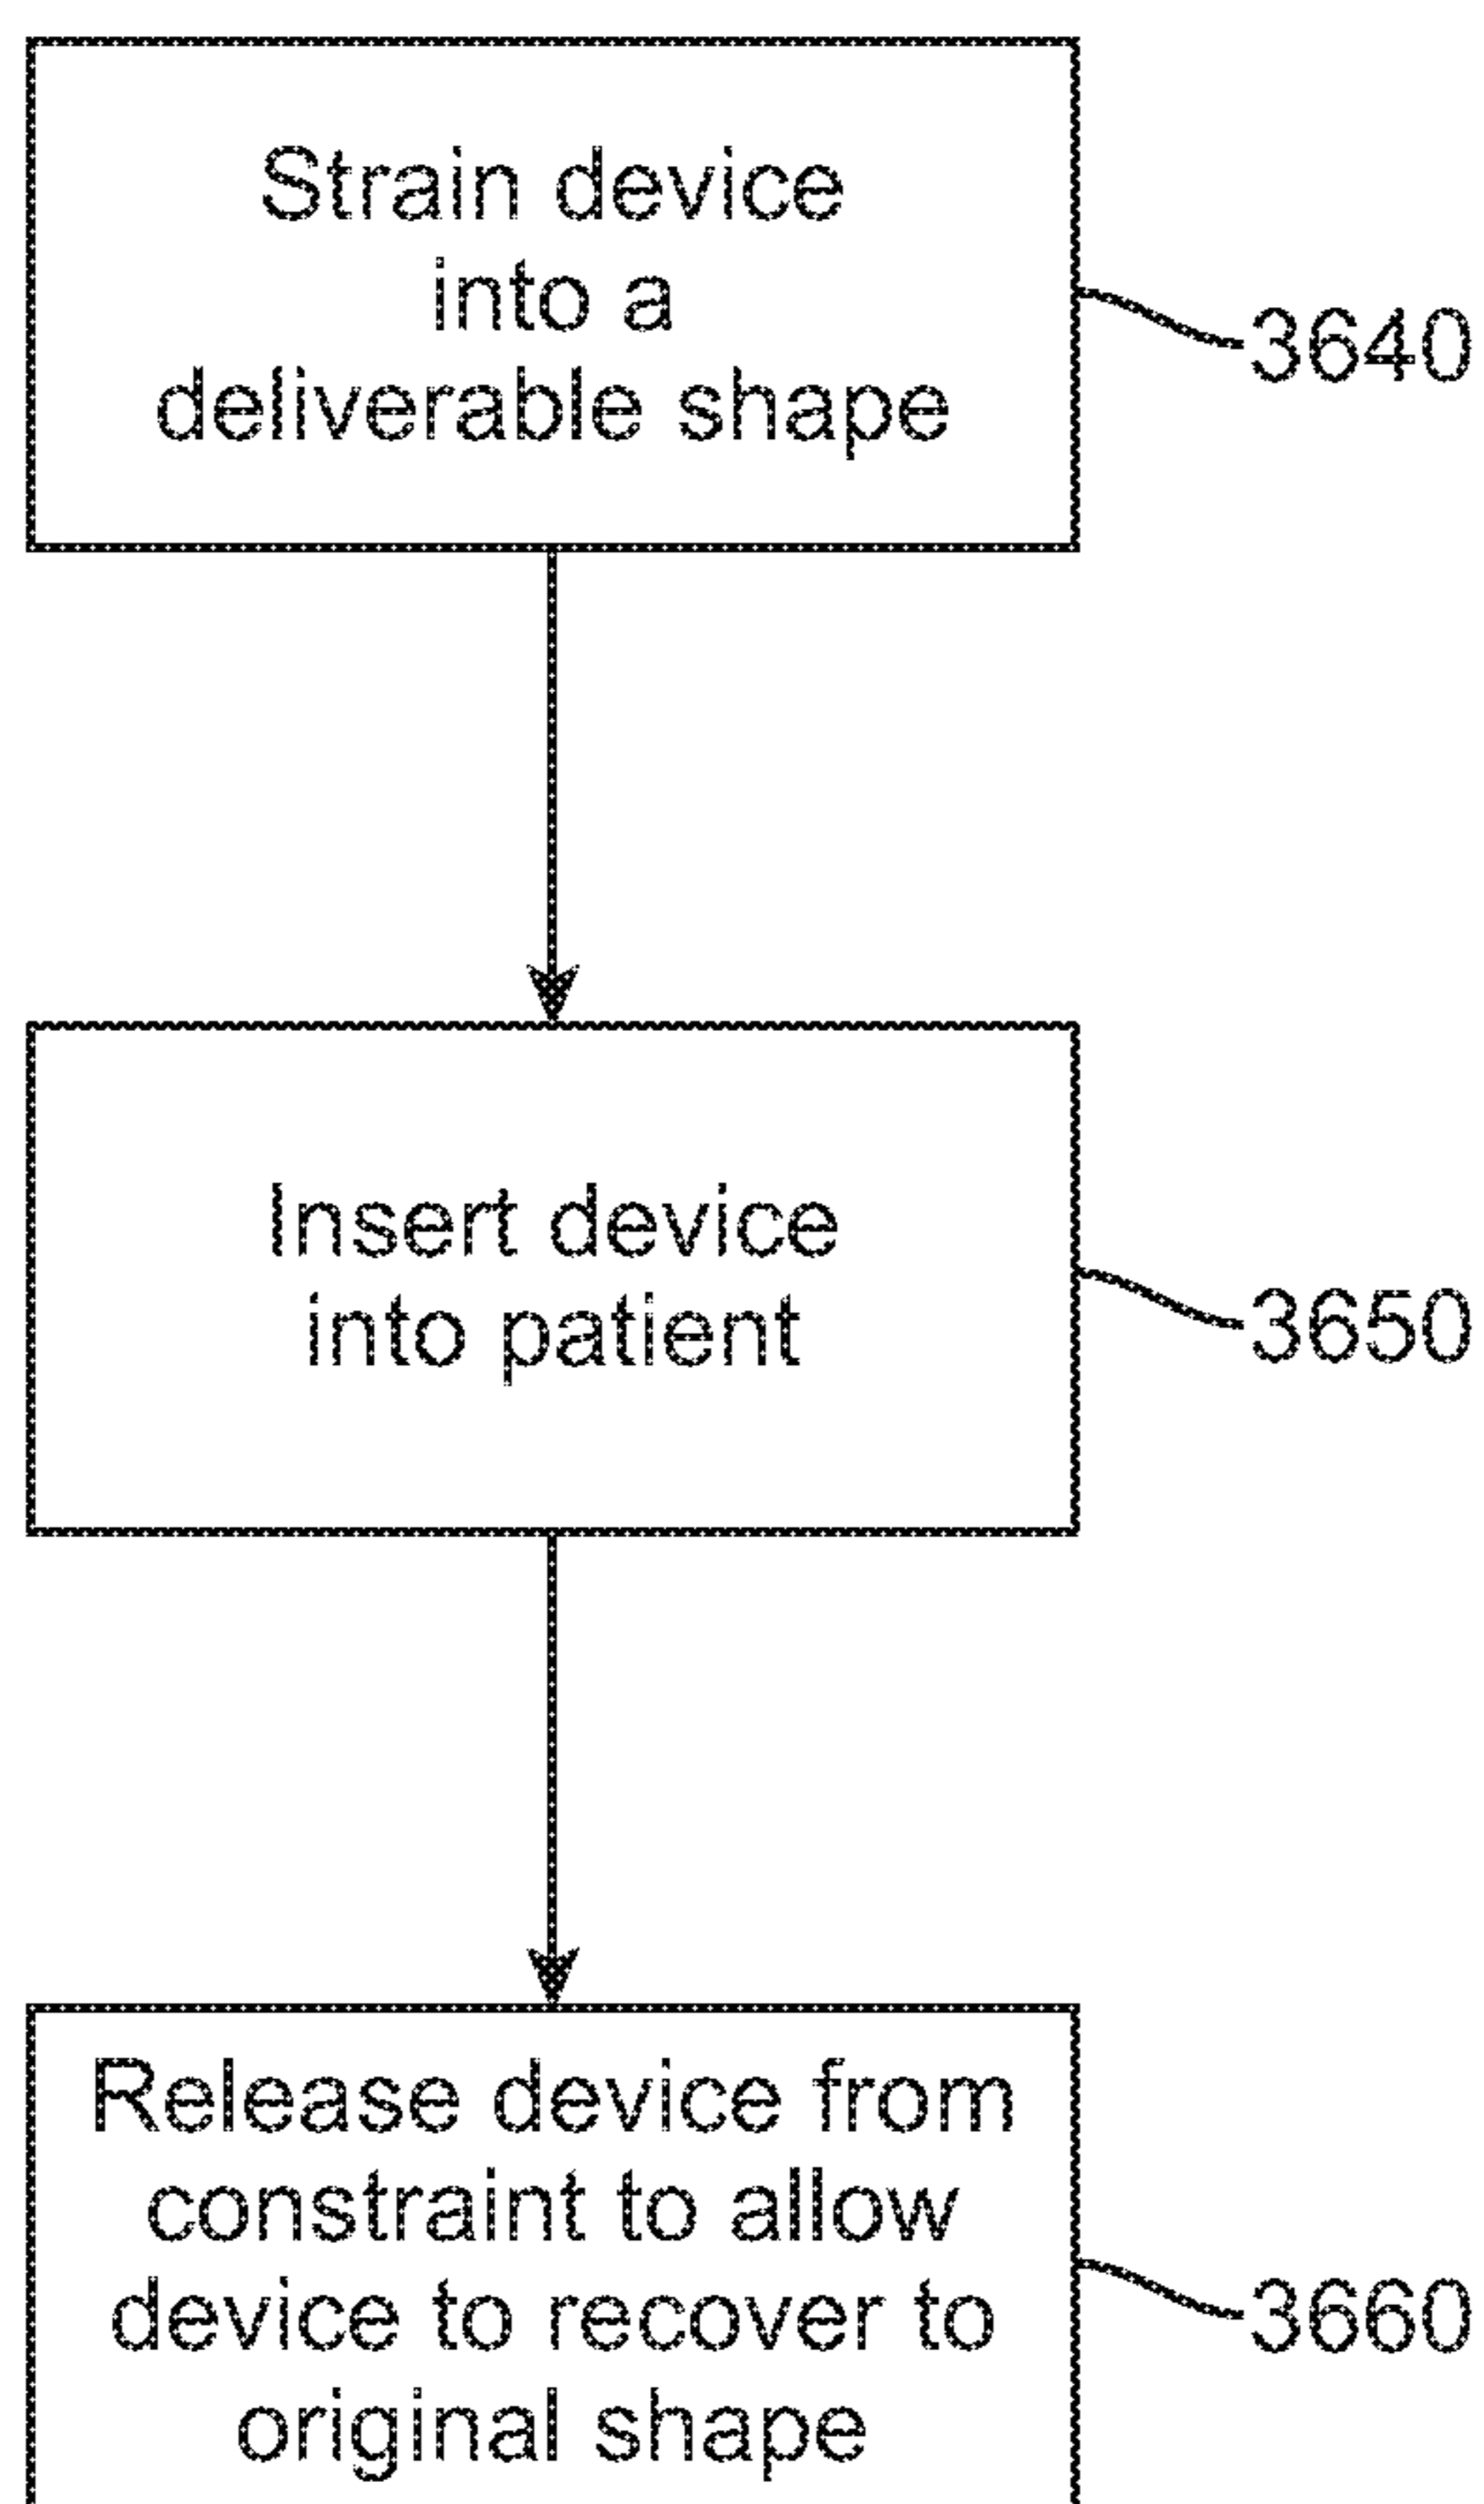 Strain device
into a
deliverable shape
3640
Insert device
into patient
3650
Release device from
constraint to allow
device to recover to
original shape
3660